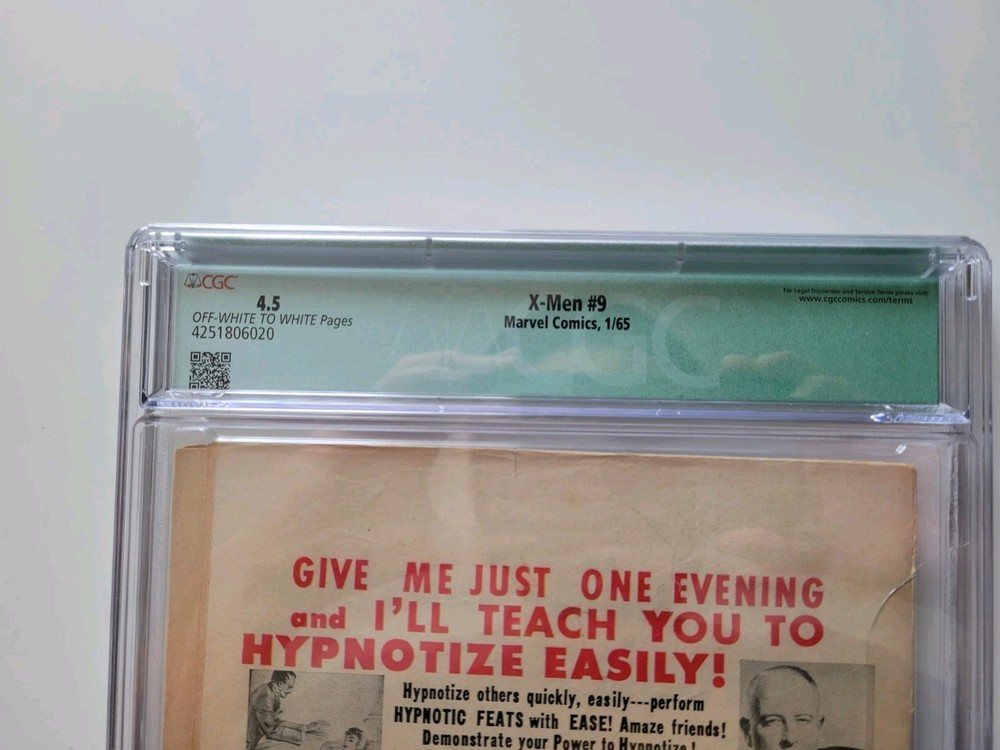 CGC
4.5
OFF-WHITE TO WHITE Pages
4251806020
X-Men #9
Marvel Comics, 1/65
For Legal Disclaimer and Service Terms please visit:
www.cgccomics.com/terms
CGC
GIVE ME JUST ONE EVENING
and I'LL TEACH YOU TO
HYPNOTIZE EASILY!
Hypnotize others quickly, easily---perform
HYPNOTIC FEATS with EASE! Amaze friends!
Demonstrate your Power to Hypnotize!